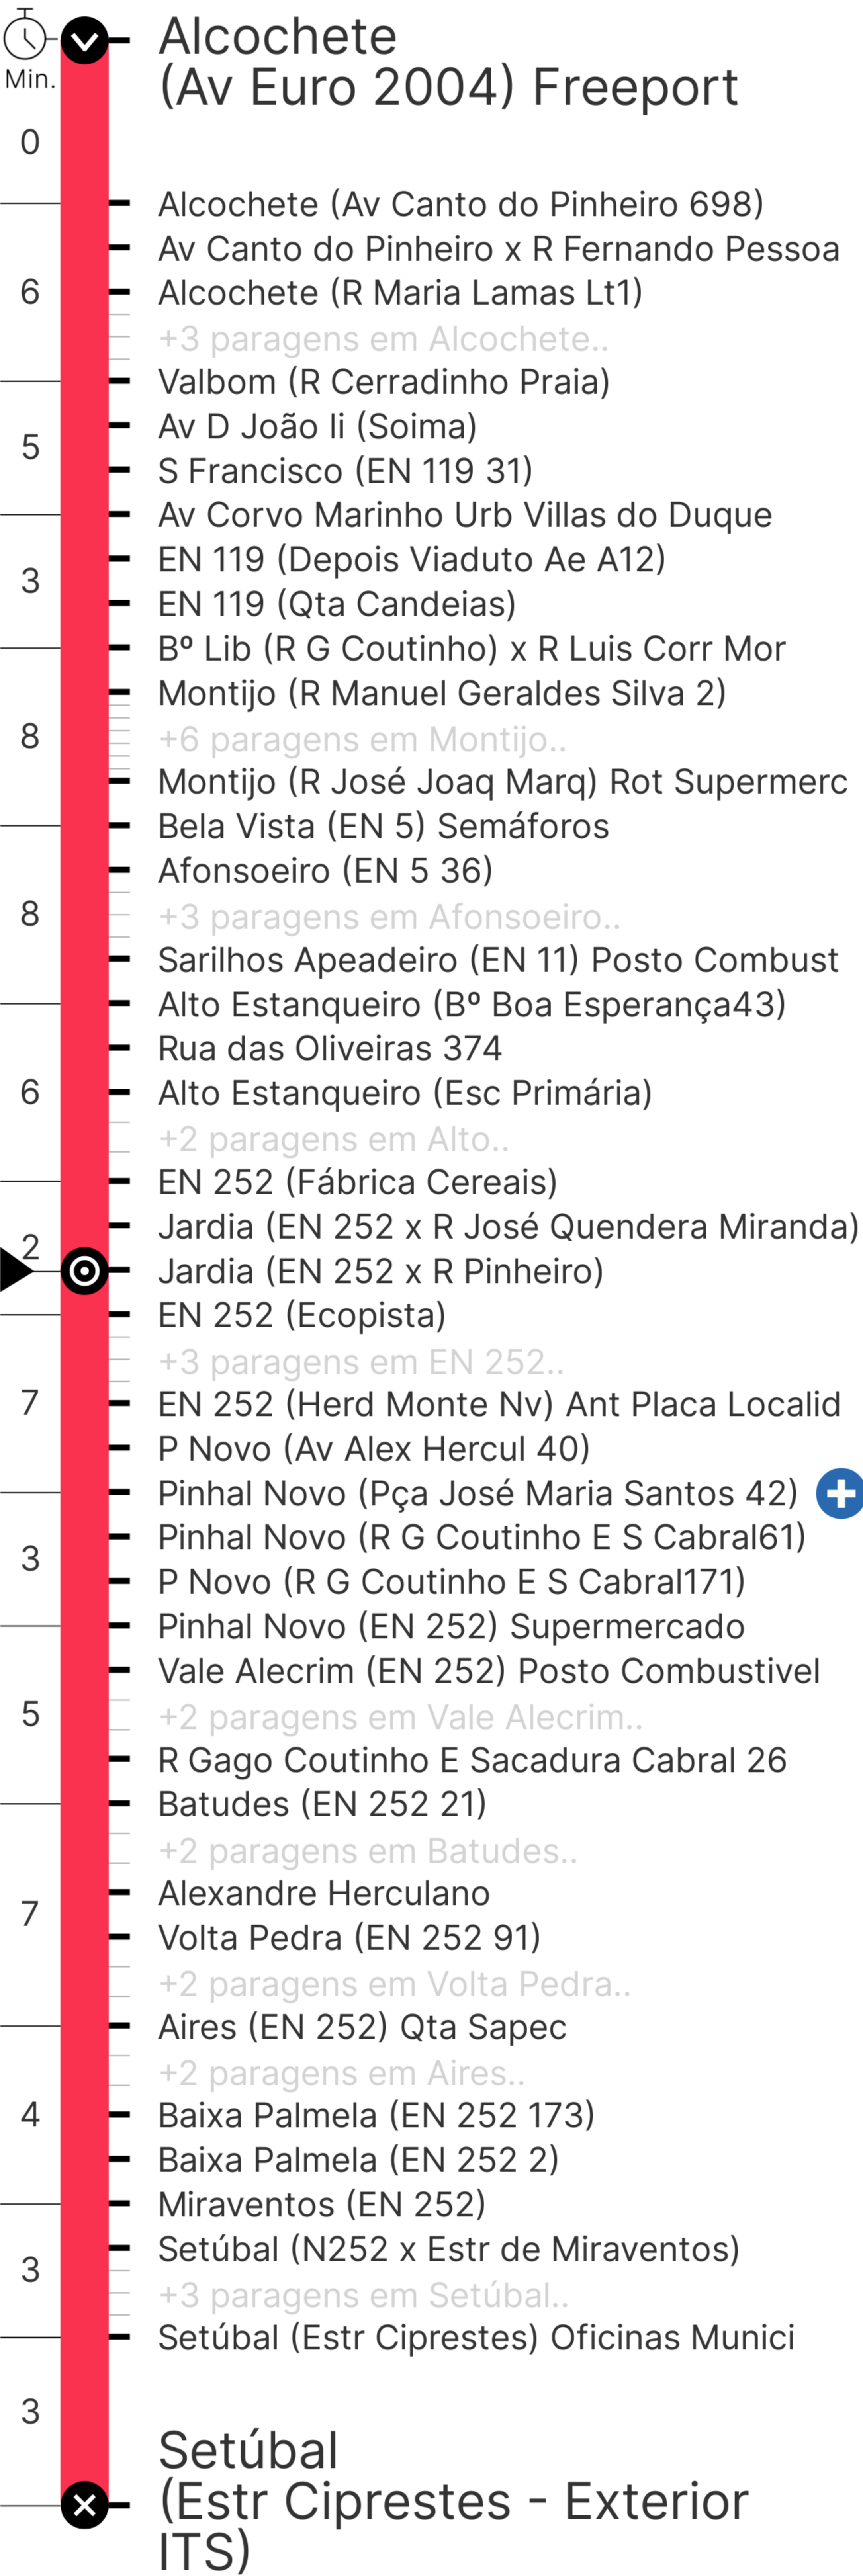 Alcochete
(Av Euro 2004) Freeport
Min.
0
Alcochete (Av Canto do Pinheiro 698)
Av Canto do Pinheiro x R Fernando Pessoa
6
Alcochete (R Maria Lamas Lt1)
+3 paragens em Alcochete..
Valbom (R Cerradinho Praia)
Av D João Ii (Soima)
5
S Francisco (EN 119 31)
Av Corvo Marinho Urb Villas do Duque
EN 119 (Depois Viaduto Ae A12)
3
EN 119 (Qta Candeias)
Bº Lib (R G Coutinho) x R Luis Corr Mor
Montijo (R Manuel Geraldes Silva 2)
8
+6 paragens em Montijo..
Montijo (R José Joaq Marq) Rot Supermerc
Bela Vista (EN 5) Semáforos
Afonsoeiro (EN 5 36)
8
+3 paragens em Afonsoeiro..
Sarilhos Apeadeiro (EN 11) Posto Combust
Alto Estanqueiro (Bº Boa Esperança43)
Rua das Oliveiras 374
6
Alto Estanqueiro (Esc Primária)
+2 paragens em Alto..
EN 252 (Fábrica Cereais)
Jardia (EN 252 x R José Quendera Miranda)
2
Jardia (EN 252 x R Pinheiro)
EN 252 (Ecopista)
+3 paragens em EN 252..
7
EN 252 (Herd Monte Nv) Ant Placa Localid
P Novo (Av Alex Hercul 40)
Pinhal Novo (Pça José Maria Santos 42)
Pinhal Novo (R G Coutinho E S Cabral61)
3
P Novo (R G Coutinho E S Cabral171)
Pinhal Novo (EN 252) Supermercado
Vale Alecrim (EN 252) Posto Combustivel
5
+2 paragens em Vale Alecrim..
R Gago Coutinho E Sacadura Cabral 26
Batudes (EN 252 21)
+2 paragens em Batudes..
Alexandre Herculano
7
Volta Pedra (EN 252 91)
+2 paragens em Volta Pedra..
Aires (EN 252) Qta Sapec
+2 paragens em Aires..
4
Baixa Palmela (EN 252 173)
Baixa Palmela (EN 252 2)
Miraventos (EN 252)
Setúbal (N252 x Estr de Miraventos)
3
+3 paragens em Setúbal..
Setúbal (Estr Ciprestes) Oficinas Munici
3
Setúbal
(Estr Ciprestes - Exterior
ITS)